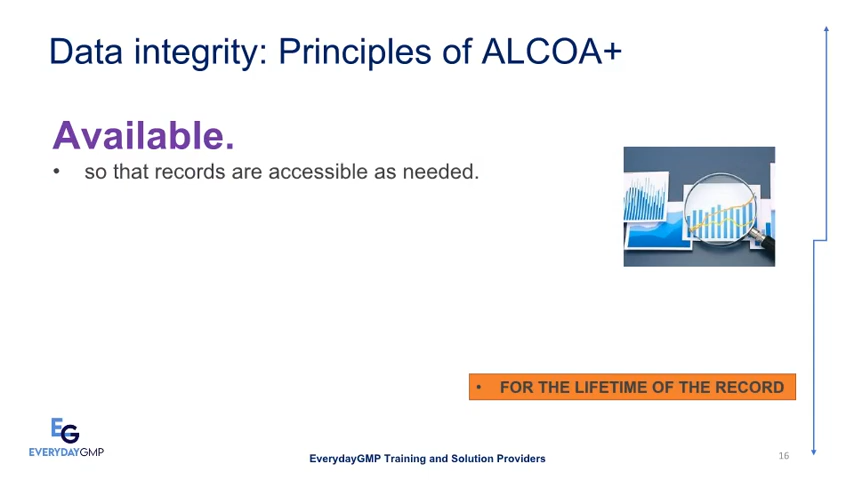 Data integrity: Principles of ALCOA+
Available.
• so that records are accessible as needed.
• FOR THE LIFETIME OF THE RECORD
EG
EVERYDAYGMP
EverydayGMP Training and Solution Providers
16